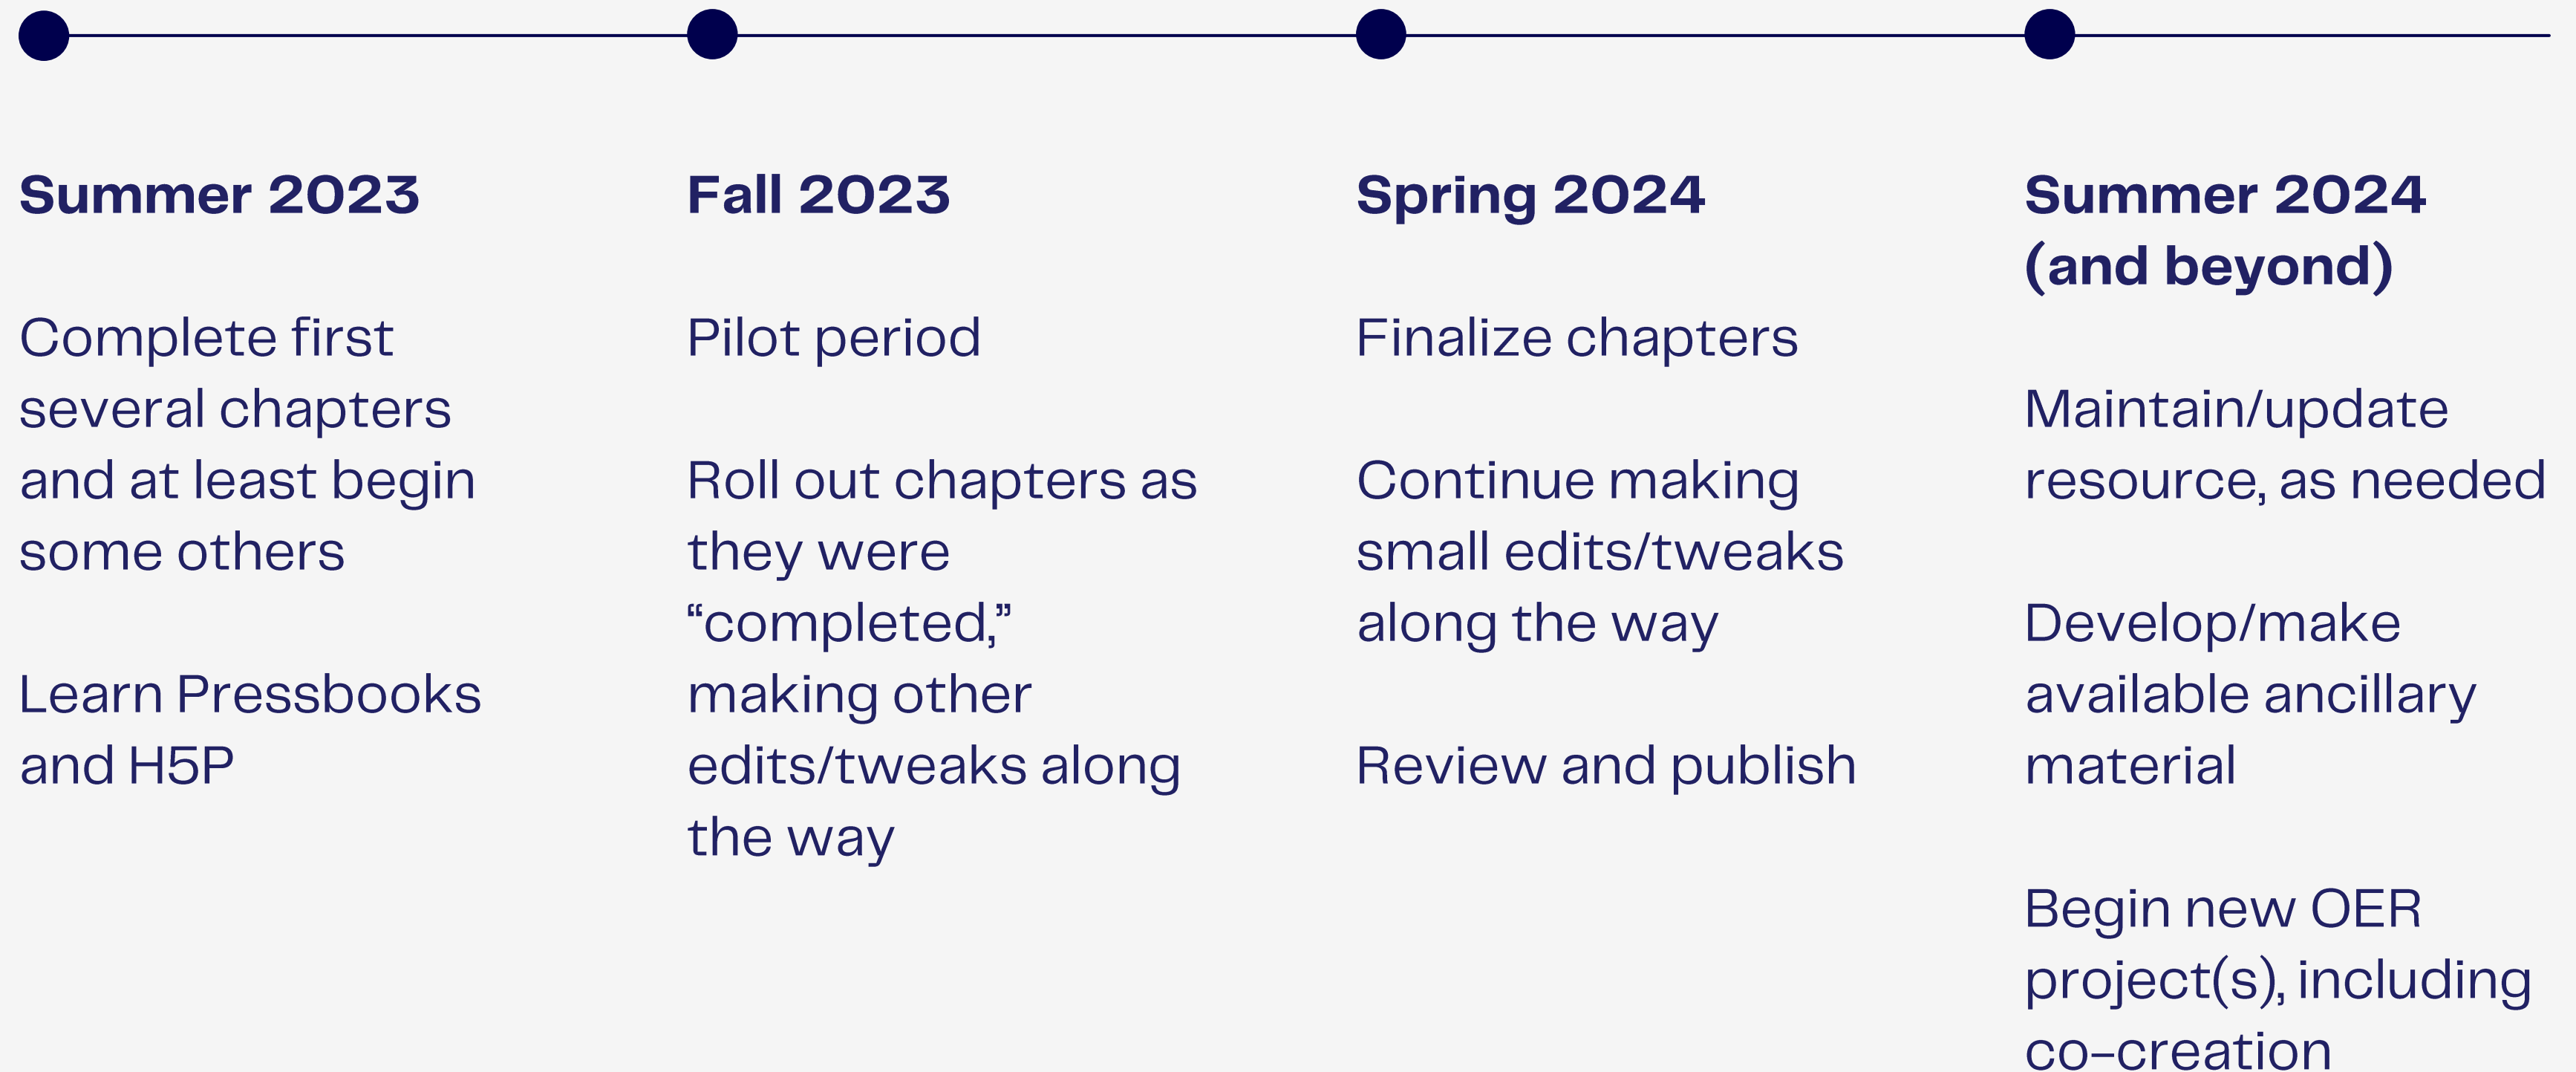 Summer 2023
Complete first
several chapters
and at least begin
some others
Learn Pressbooks
and H5P
Fall 2023
Pilot period
Roll out chapters as
they were
“completed,”
making other
edits/tweaks along
the way
Spring 2024
Finalize chapters
Continue making
small edits/tweaks
along the way
Review and publish
Summer 2024
(and beyond)
Maintain/update
resource, as needed
Develop/make
available ancillary
material
Begin new OER
project(s), including
co-creation